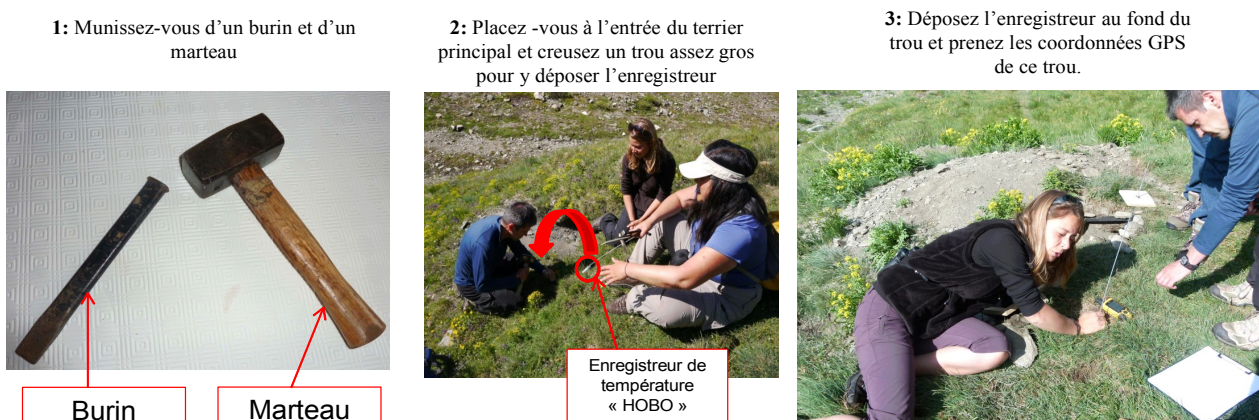 1: Munissez-vous d’un burin et d’un
marteau
Burin
Marteau
2: Placez -vous à l’entrée du terrier
principal et creusez un trou assez gros
pour y déposer l’enregistreur
Enregistreur de
température
« HOBO »
3: Déposez l’enregistreur au fond du
trou et prenez les coordonnées GPS
de ce trou.